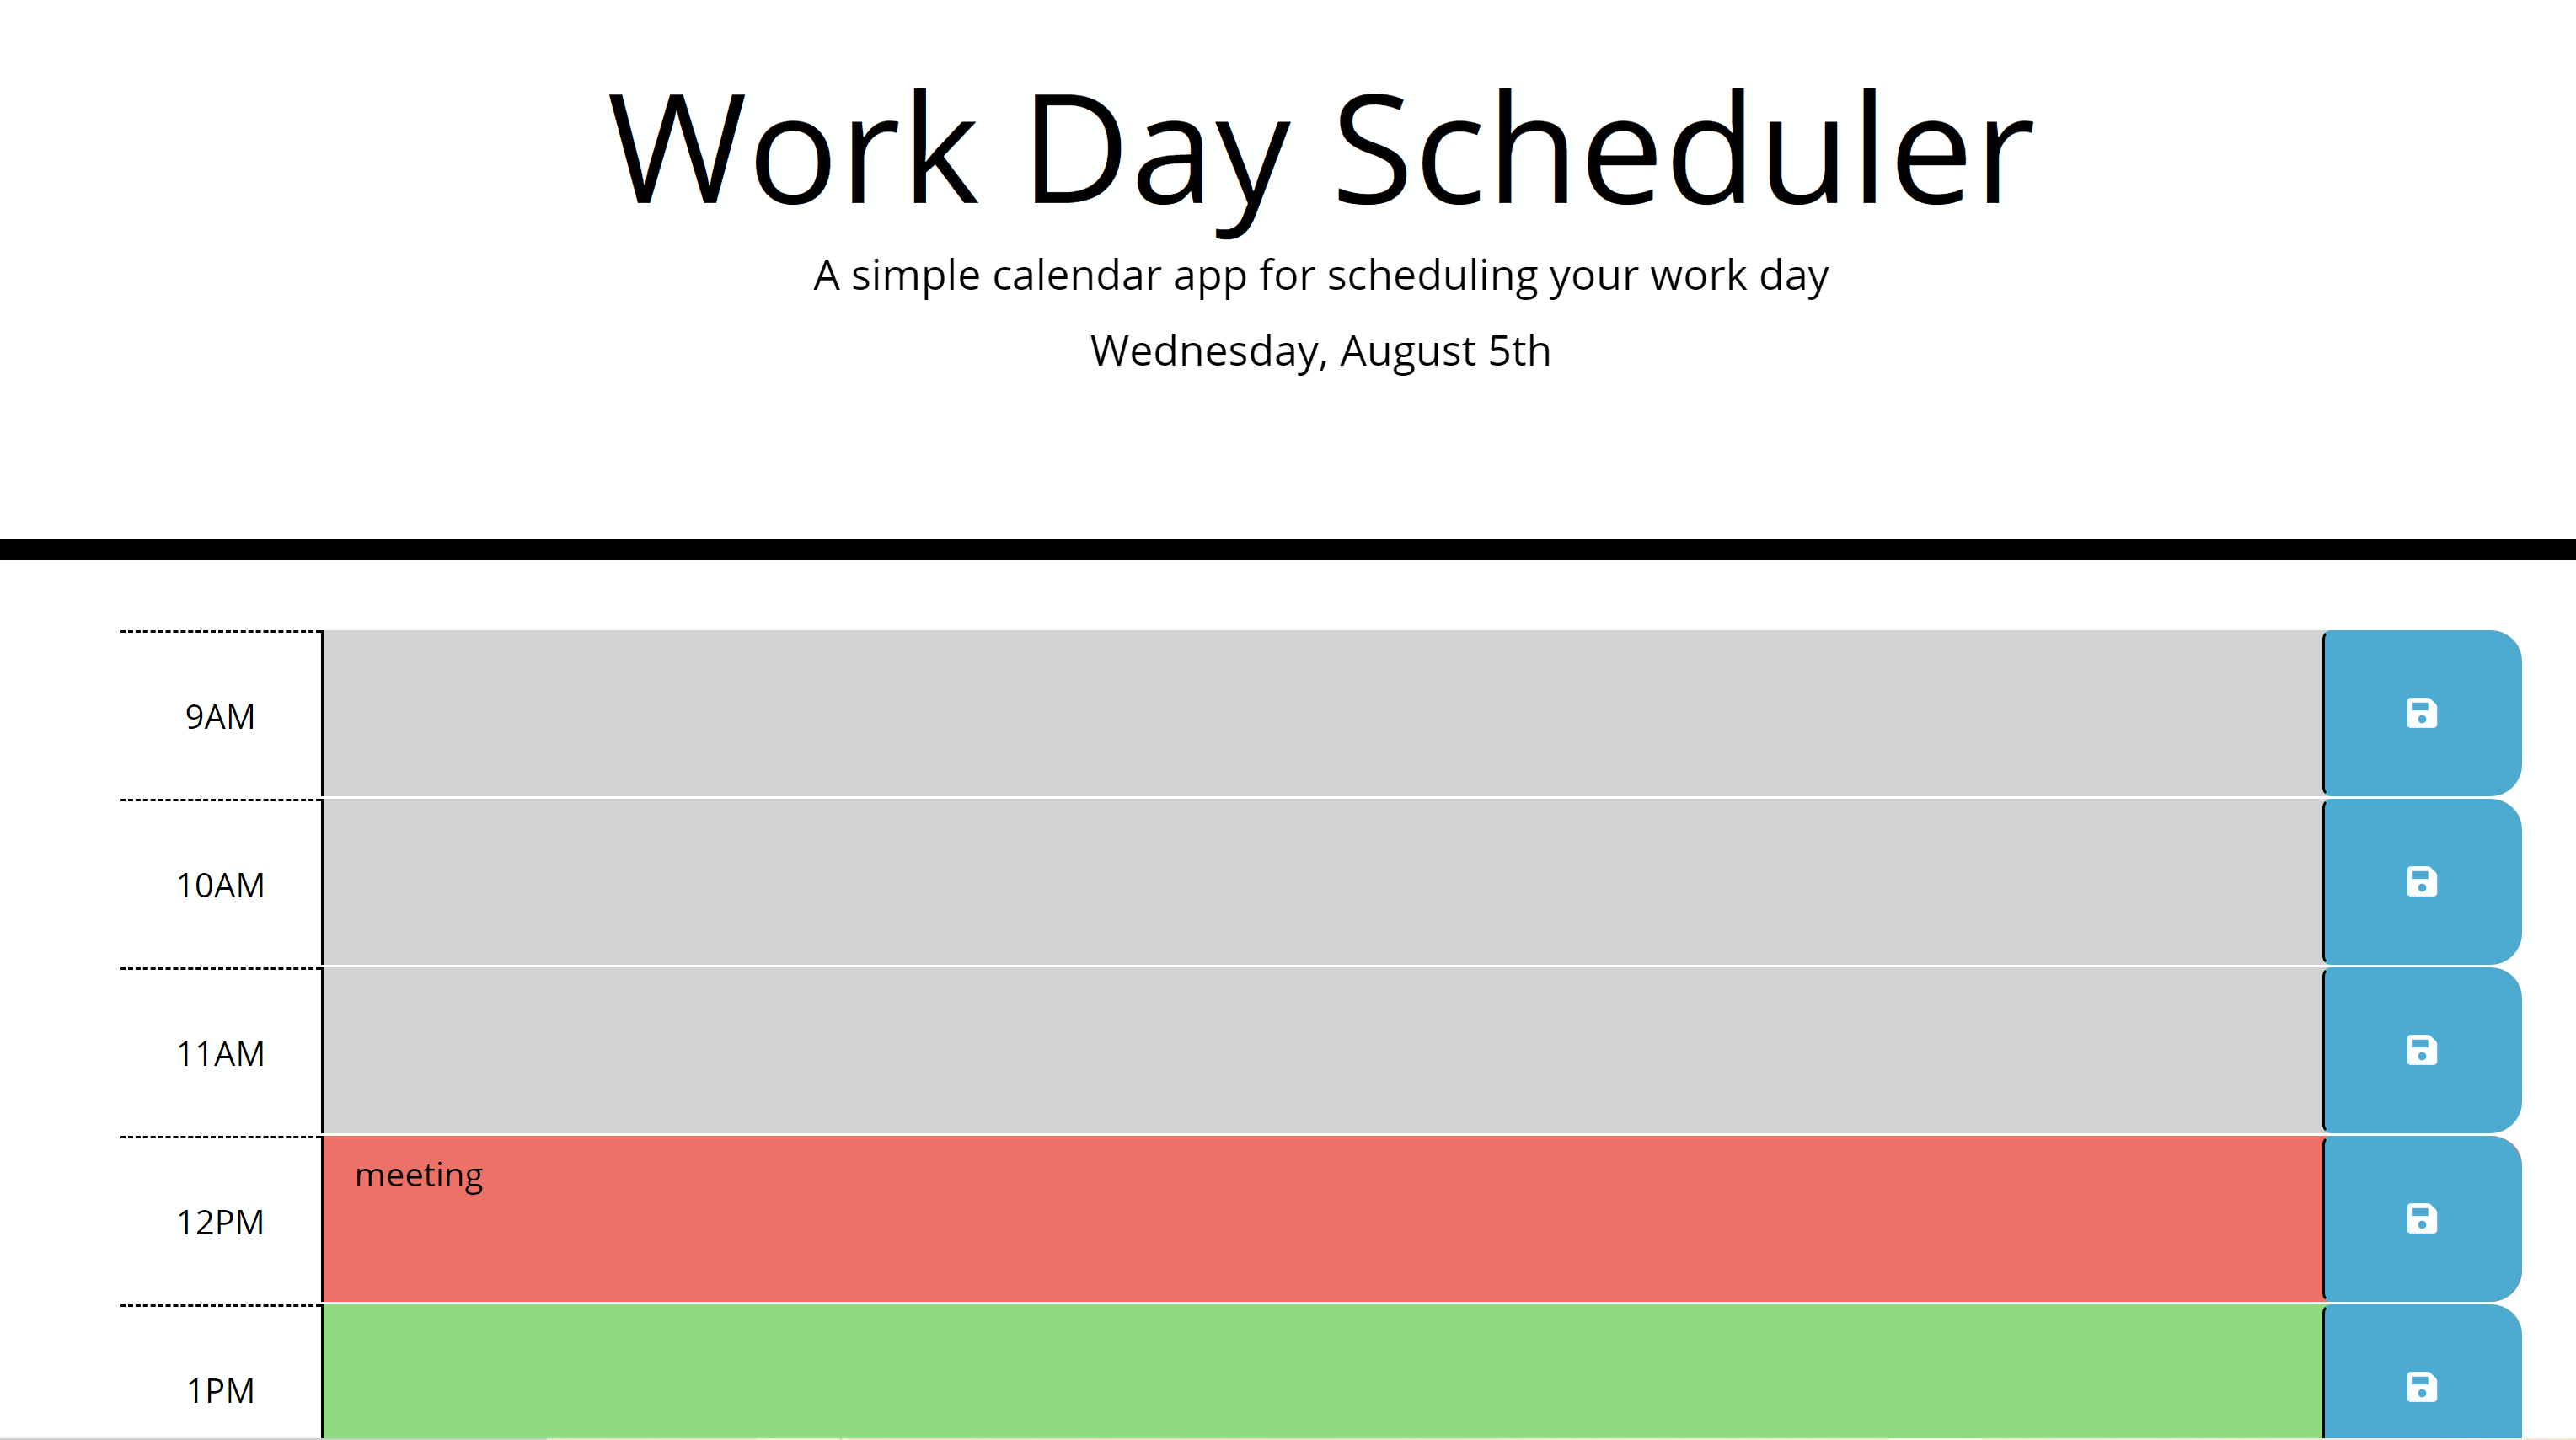 Work Day Scheduler
A simple calendar app for scheduling your work day
Wednesday, August 5th
9AM
10AM
11AM
12PM
meeting
1PM